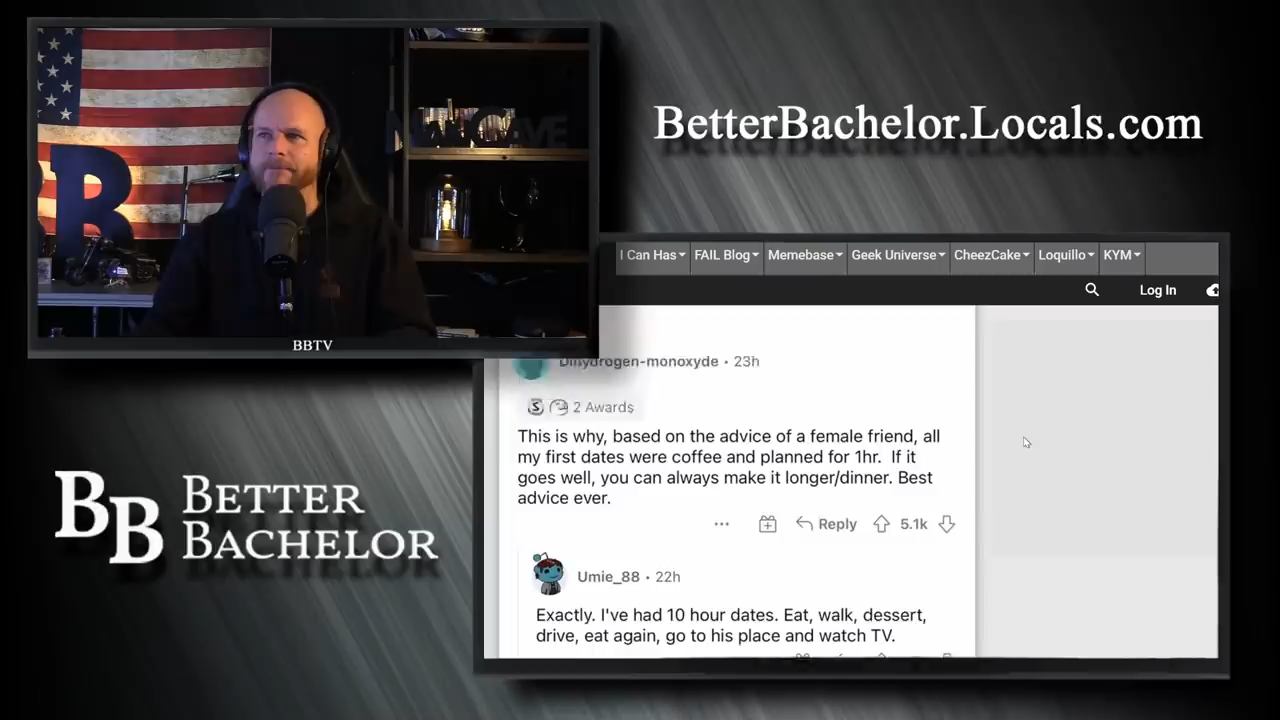 BetterBachelor.Locals.com
BBTV
I Can Has
FAIL Blog
Memebase
Geek Universe
CheezCake
Loquillo
KYM
Log In
Dihydrogen-monoxyde • 23h
S 2 Awards
This is why, based on the advice of a female friend, all
my first dates were coffee and planned for 1hr. If it
goes well, you can always make it longer/dinner. Best
advice ever.
Reply 5.1k
Umie_88 • 22h
Exactly. I've had 10 hour dates. Eat, walk, dessert,
drive, eat again, go to his place and watch TV.
BB BETTER
BACHELOR
B